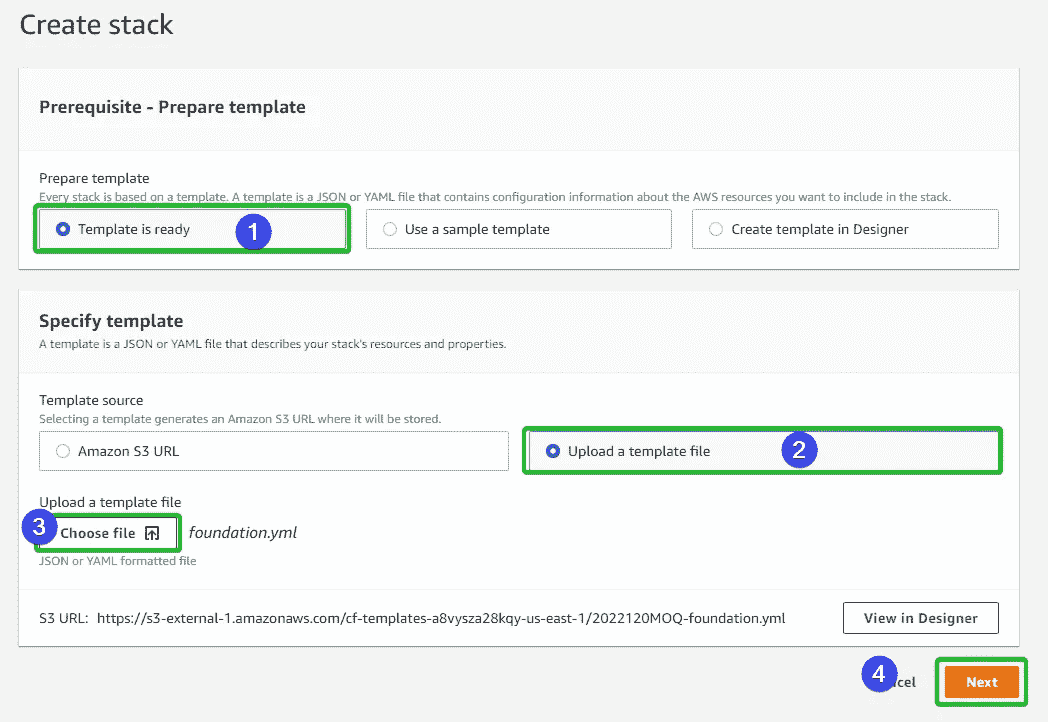 Create stack
Prerequisite - Prepare template
Prepare template
Every stack is based on a template. A template is a JSON or YAML file that contains configuration information about the AWS resources you want to include in the stack.
Template is ready 1 Use a sample template Create template in Designer
Specify template
A template is a JSON or YAML file that describes your stack's resources and properties.
Template source
Selecting a template generates an Amazon S3 URL where it will be stored.
Amazon S3 URL Upload a template file 2
Upload a template file
3 Choose file foundation.yml
JSON or YAML formatted file
S3 URL: https://s3-external-1.amazonaws.com/cf-templates-a8vysza28kqy-us-east-1/2022120MOQ-foundation.yml View in Designer
4 cel Next